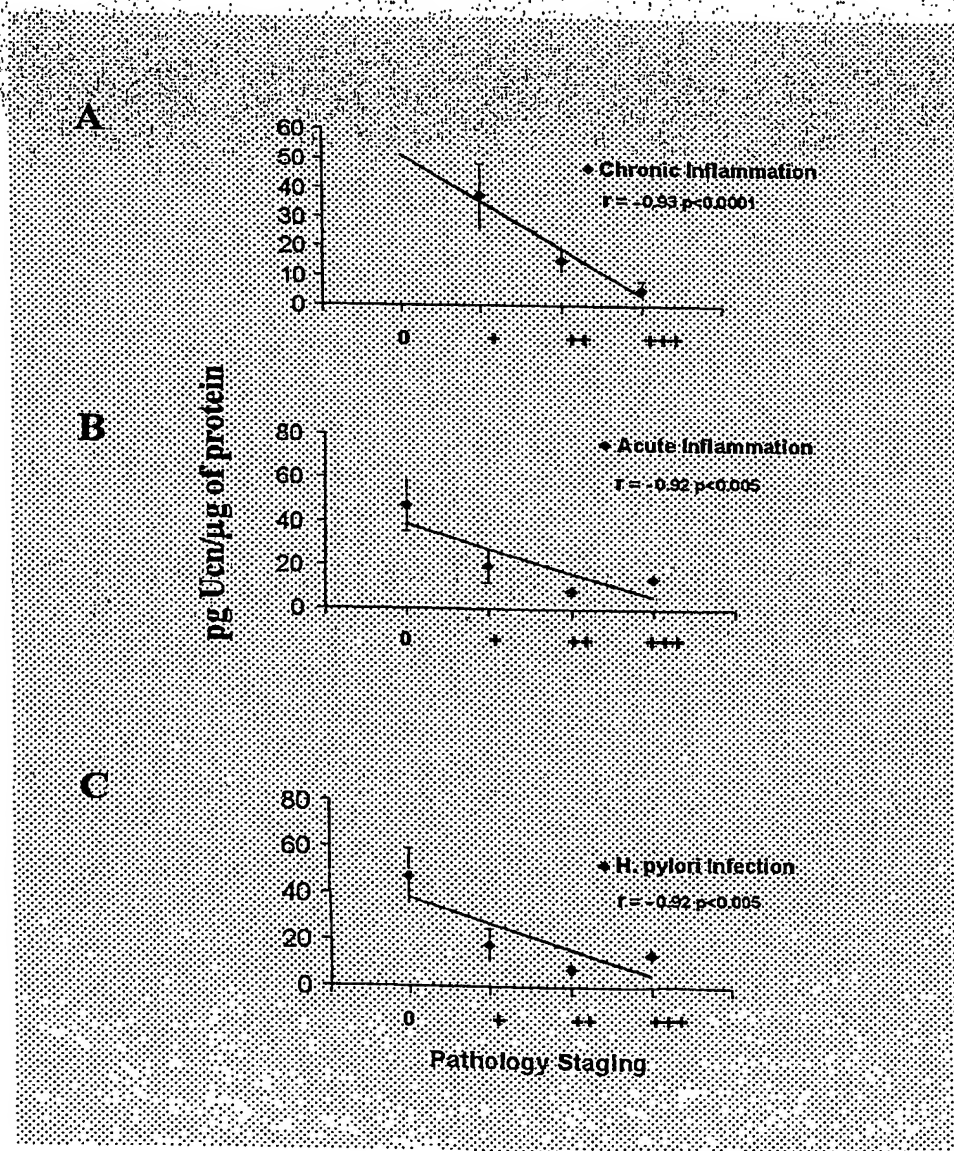 A
60
50
40
30
20
10
0
Chronic Inflammation
r = -0.93 p<0.0001
0 + ++ +++
pg Ucn/µg of protein
B
80
60
40
20
0
Acute Inflammation
r = -0.92 p<0.005
0 + ++ +++
C
80
60
40
20
0
H. pylori Infection
r = -0.92 p<0.005
0 + ++ +++
Pathology Staging